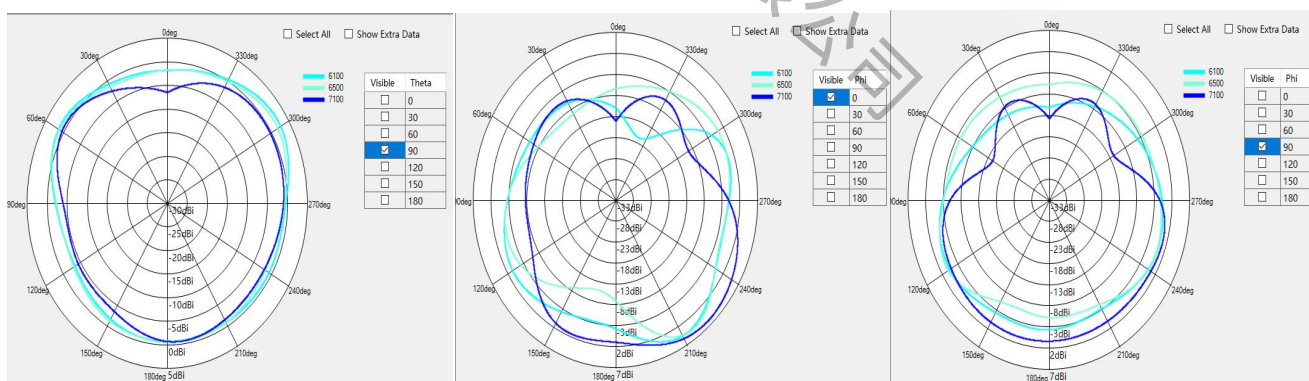 0deg
30deg
330deg
60deg
300deg
90deg
270deg
120deg
240deg
150deg
210deg
180deg
-30dBi
-25dBi
-20dBi
-15dBi
-10dBi
-5dBi
0dBi
5dBi
Select All
Show Extra Data
6100
6500
7100
Visible Theta
0
30
60
90
120
150
180
0deg
30deg
330deg
60deg
300deg
270deg
120deg
240deg
150deg
210deg
180deg
-33dBi
-28dBi
-23dBi
-18dBi
-13dBi
-8dBi
-3dBi
2dBi
7dBi
Select All
Show Extra Data
6100
6500
7100
Visible Phi
0
30
60
90
120
150
180
0deg
30deg
330deg
60deg
300deg
270deg
120deg
240deg
150deg
210deg
180deg
-33dBi
-28dBi
-23dBi
-18dBi
-13dBi
-8dBi
-3dBi
2dBi
7dBi
Select All
Show Extra Data
6100
6500
7100
Visible Phi
0
30
60
90
120
150
180
公司